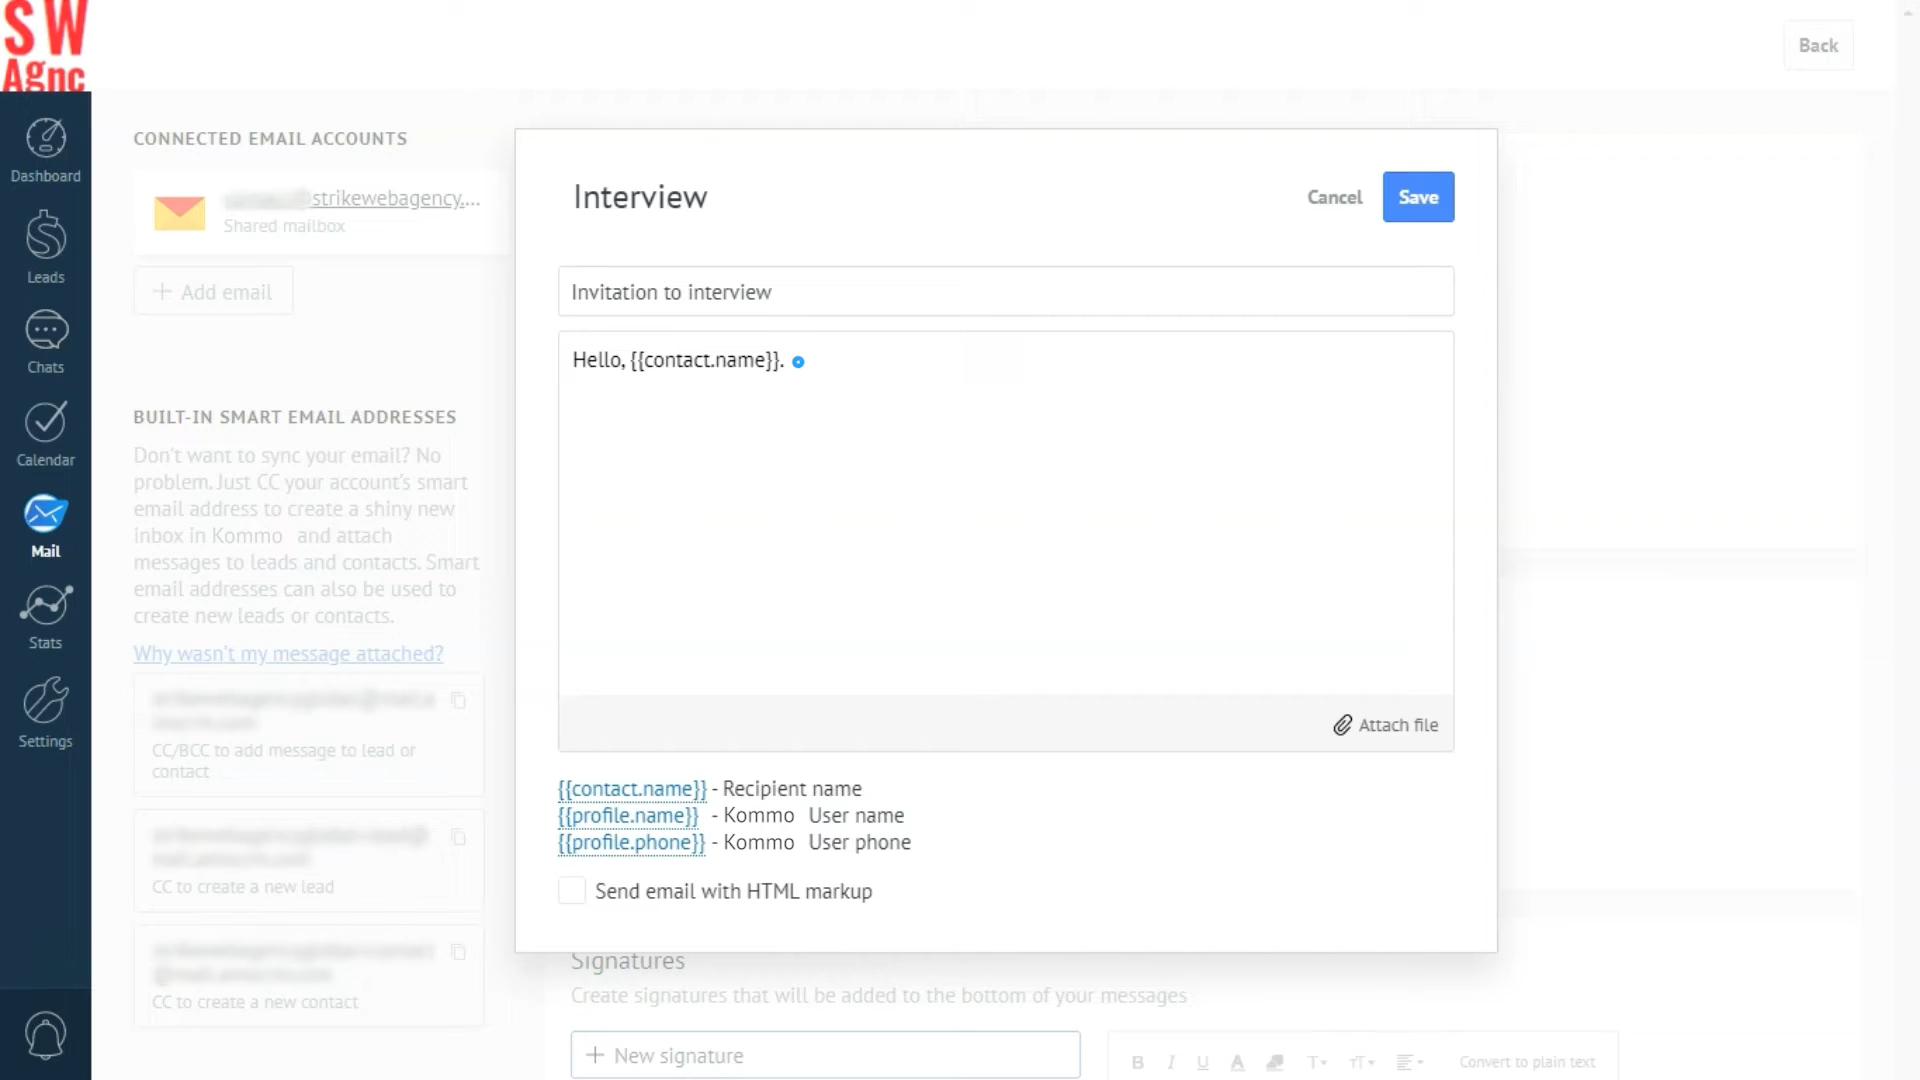 SW
Agnc
Back
Dashboard
Leads
Chats
Calendar
Mail
Stats
Settings
CONNECTED EMAIL ACCOUNTS
strikewebagency....
Shared mailbox
+ Add email
BUILT-IN SMART EMAIL ADDRESSES
Don't want to sync your email? No
problem. Just CC your account's smart
email address to create a shiny new
inbox in Kommo and attach
messages to leads and contacts. Smart
email addresses can also be used to
create new leads or contacts.
Why wasn't my message attached?
CC/BCC to add message to lead or
contact
CC to create a new lead
CC to create a new contact
Interview
Cancel
Save
Invitation to interview
Hello, {{contact.name}}.
Attach file
{{contact.name}} - Recipient name
{{profile.name}} - Kommo User name
{{profile.phone}} - Kommo User phone
Send email with HTML markup
Signatures
Create signatures that will be added to the bottom of your messages
+ New signature
B I U A T тT
Convert to plain text